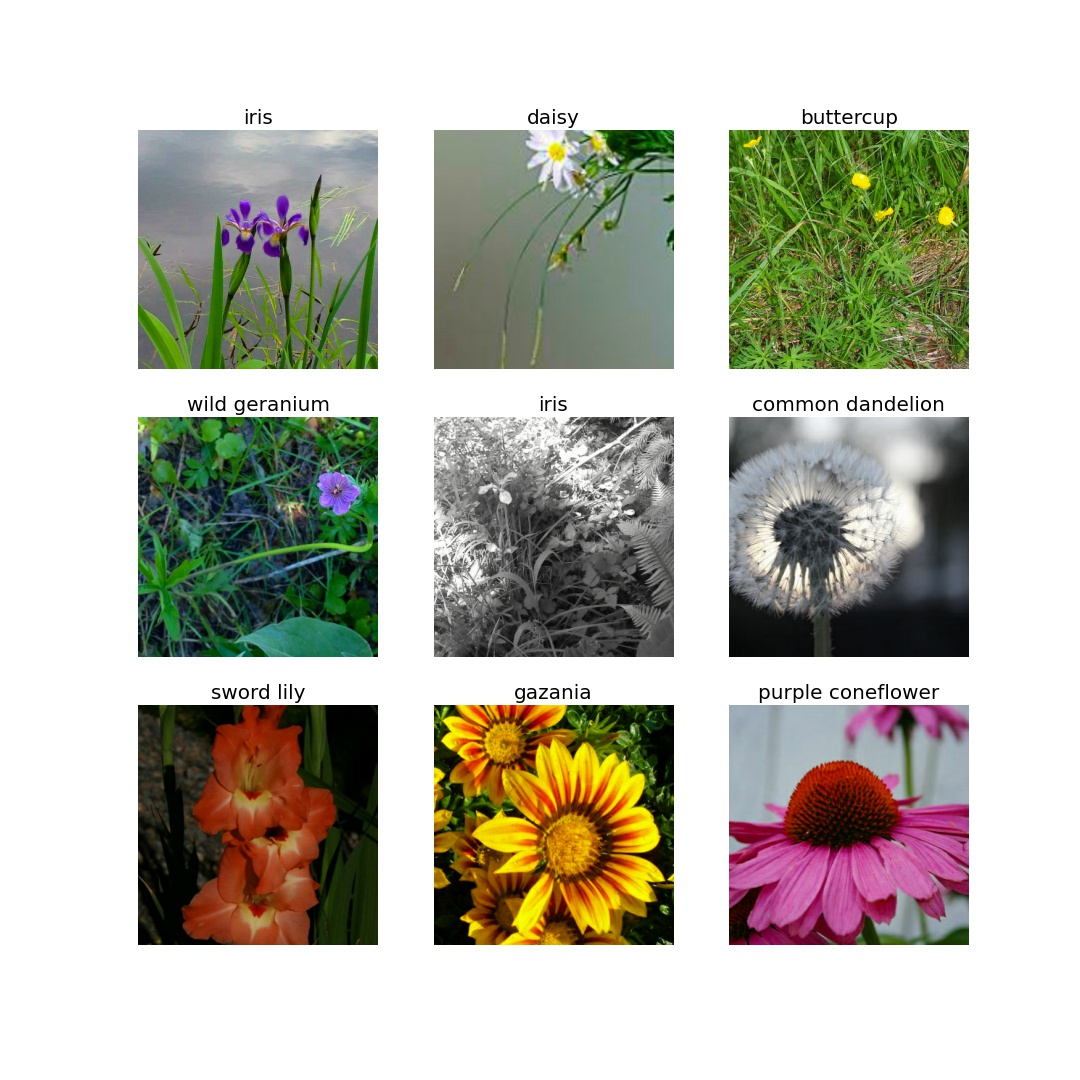 iris
daisy
buttercup
wild geranium
iris
common dandelion
sword lily
gazania
purple coneflower